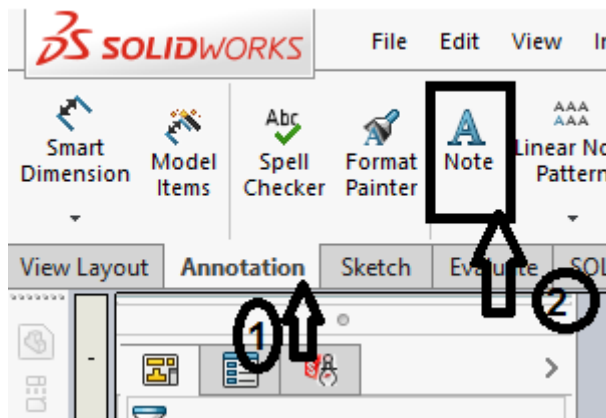 SOLIDWORKS File Edit View
Smart Dimension
Model Items
Abc Spell Checker
Format Painter
A Note
AAA AAA Linear Pattern
View Layout Annotation Sketch Evaluate
1
2